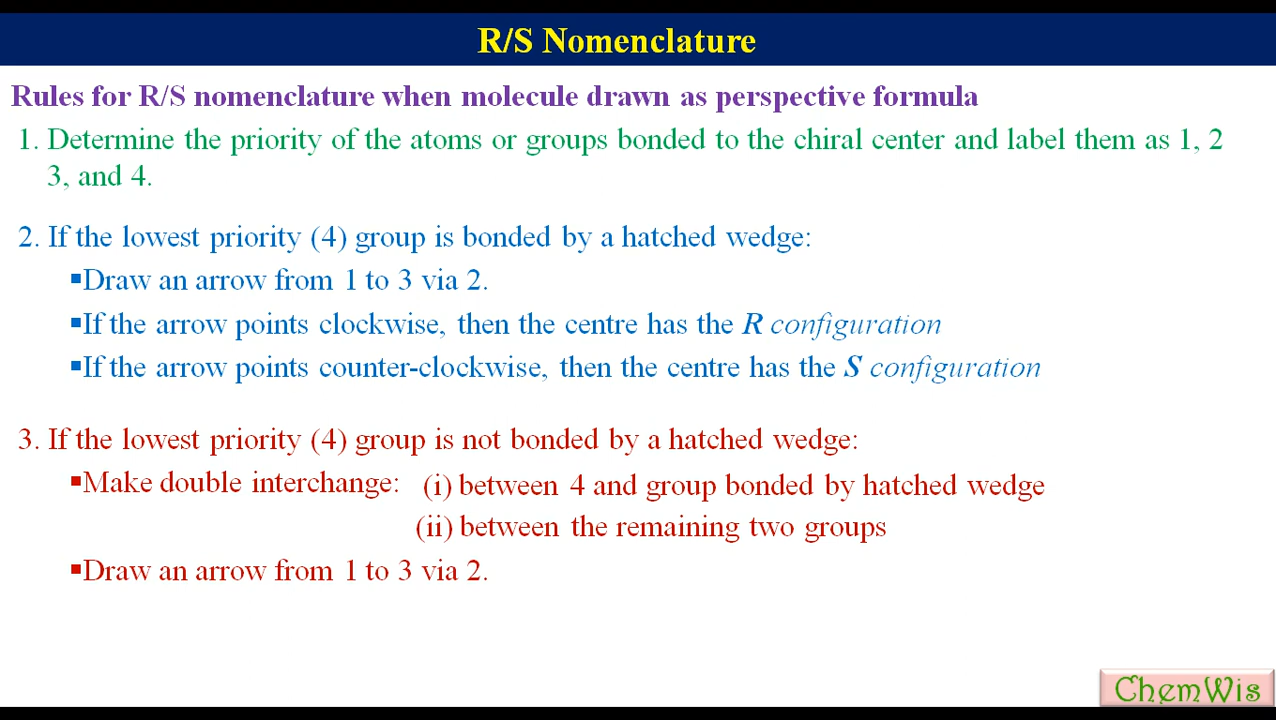 R/S Nomenclature
Rules for R/S nomenclature when molecule drawn as perspective formula
1. Determine the priority of the atoms or groups bonded to the chiral center and label them as 1, 2
3, and 4.
2. If the lowest priority (4) group is bonded by a hatched wedge:
▪Draw an arrow from 1 to 3 via 2.
▪If the arrow points clockwise, then the centre has the R configuration
▪If the arrow points counter-clockwise, then the centre has the S configuration
3. If the lowest priority (4) group is not bonded by a hatched wedge:
▪Make double interchange: (i) between 4 and group bonded by hatched wedge
(ii) between the remaining two groups
▪Draw an arrow from 1 to 3 via 2.
ChemWis